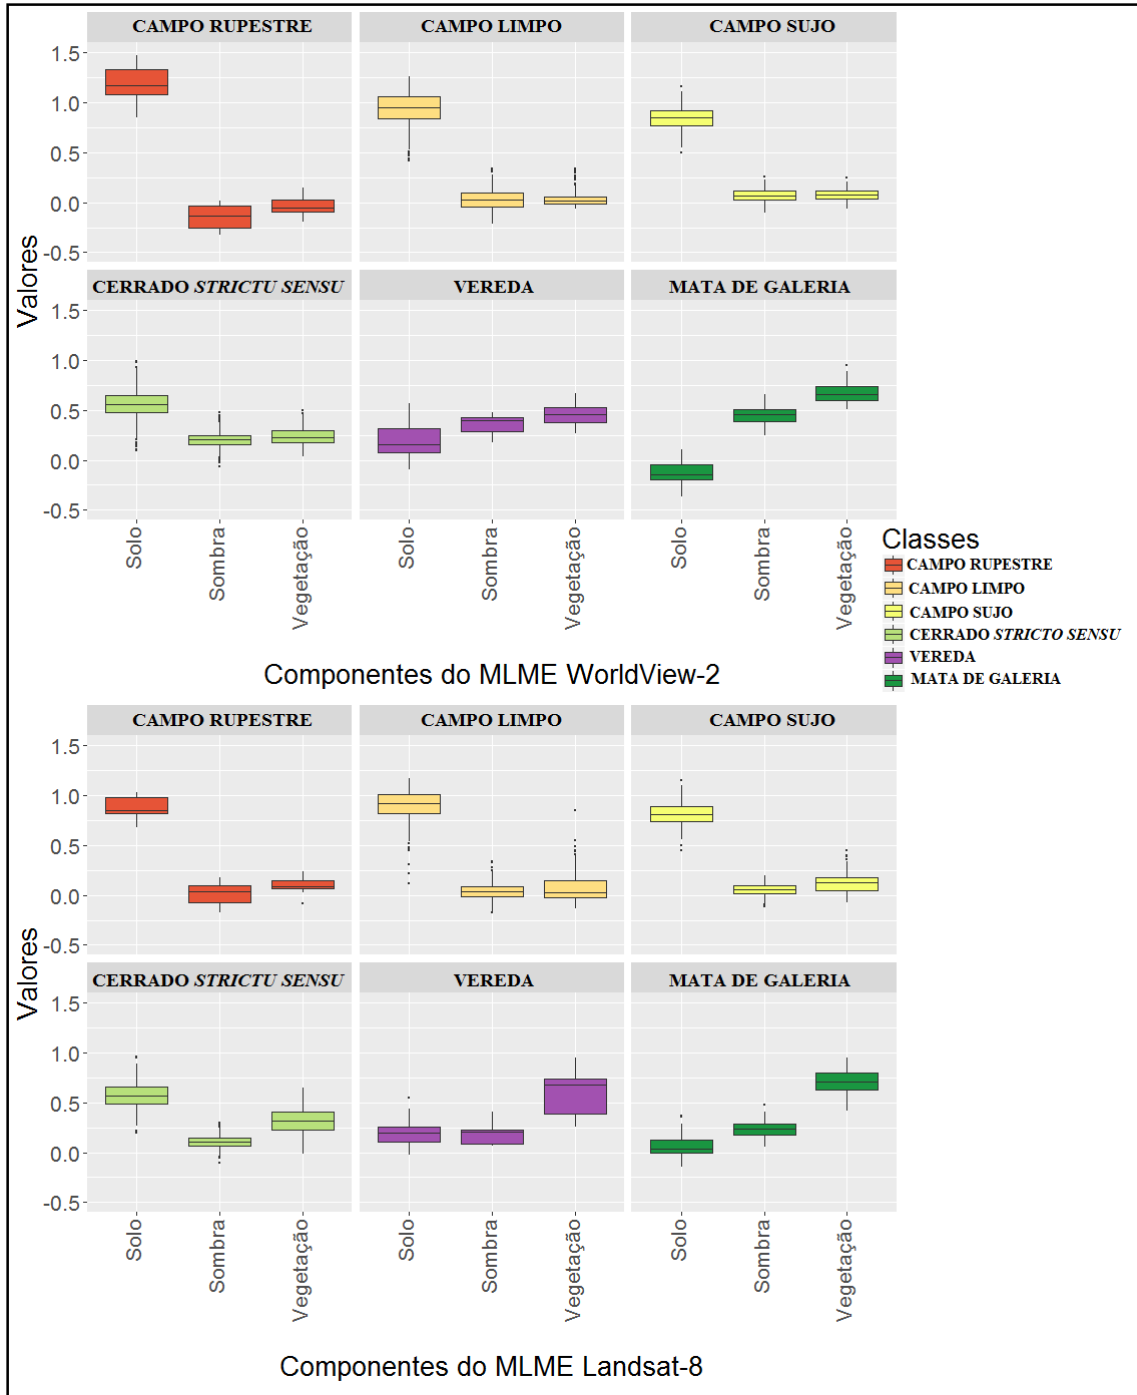 CAMPO RUPESTRE CAMPO LIMPO CAMPO SUJO
1.5
1.0
0.5
0.0
-0.5
CERRADO STRICTU SENSU VEREDA MATA DE GALERIA
1.5
1.0
0.5
0.0
-0.5
Valores
Solo Sombra Vegetação Solo Sombra Vegetação Solo Sombra Vegetação
Componentes do MLME WorldView-2
Classes
CAMPO RUPESTRE
CAMPO LIMPO
CAMPO SUJO
CERRADO STRICTO SENSU
VEREDA
MATA DE GALERIA
CAMPO RUPESTRE CAMPO LIMPO CAMPO SUJO
1.5
1.0
0.5
0.0
-0.5
CERRADO STRICTU SENSU VEREDA MATA DE GALERIA
1.5
1.0
0.5
0.0
-0.5
Valores
Solo Sombra Vegetação Solo Sombra Vegetação Solo Sombra Vegetação
Componentes do MLME Landsat-8